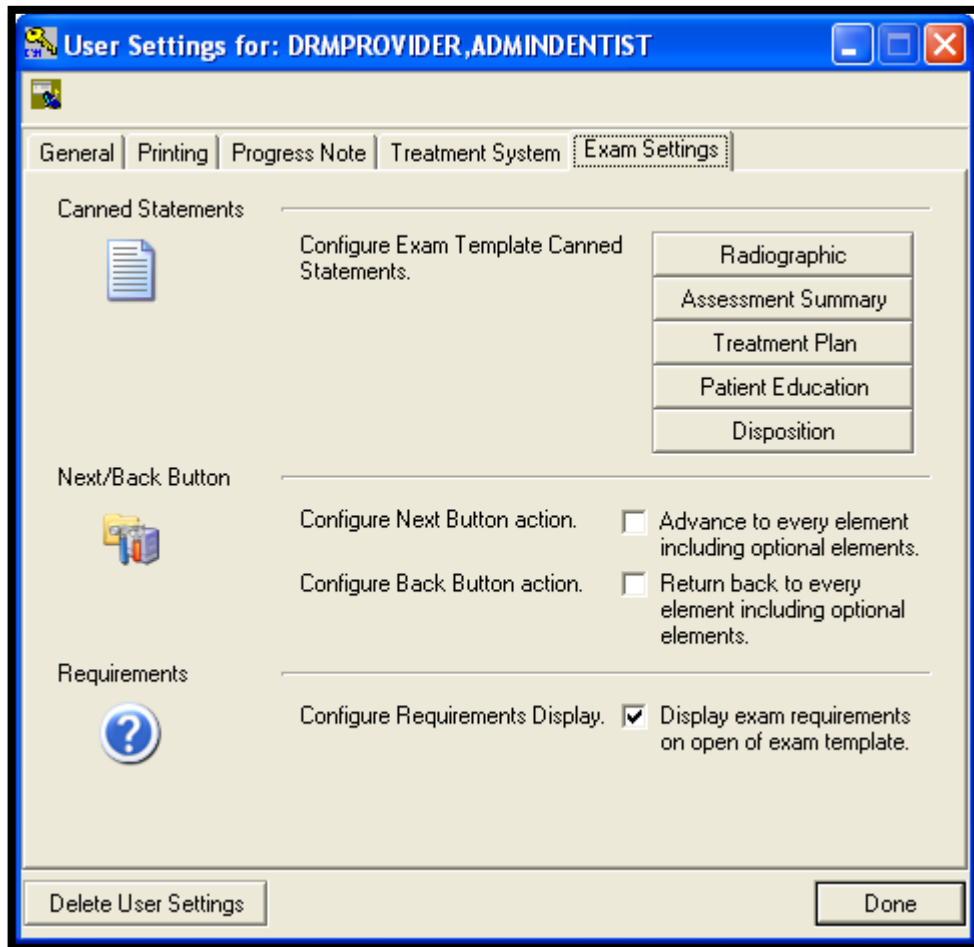 User Settings for: DRMPROVIDER,ADMINDENTIST
General
Printing
Progress Note
Treatment System
Exam Settings
Canned Statements
Configure Exam Template Canned
Statements.
Radiographic
Assessment Summary
Treatment Plan
Patient Education
Disposition
Next/Back Button
Configure Next Button action.
Advance to every element
including optional elements.
Configure Back Button action.
Return back to every
element including optional
elements.
Requirements
Configure Requirements Display.
Display exam requirements
on open of exam template.
Delete User Settings
Done